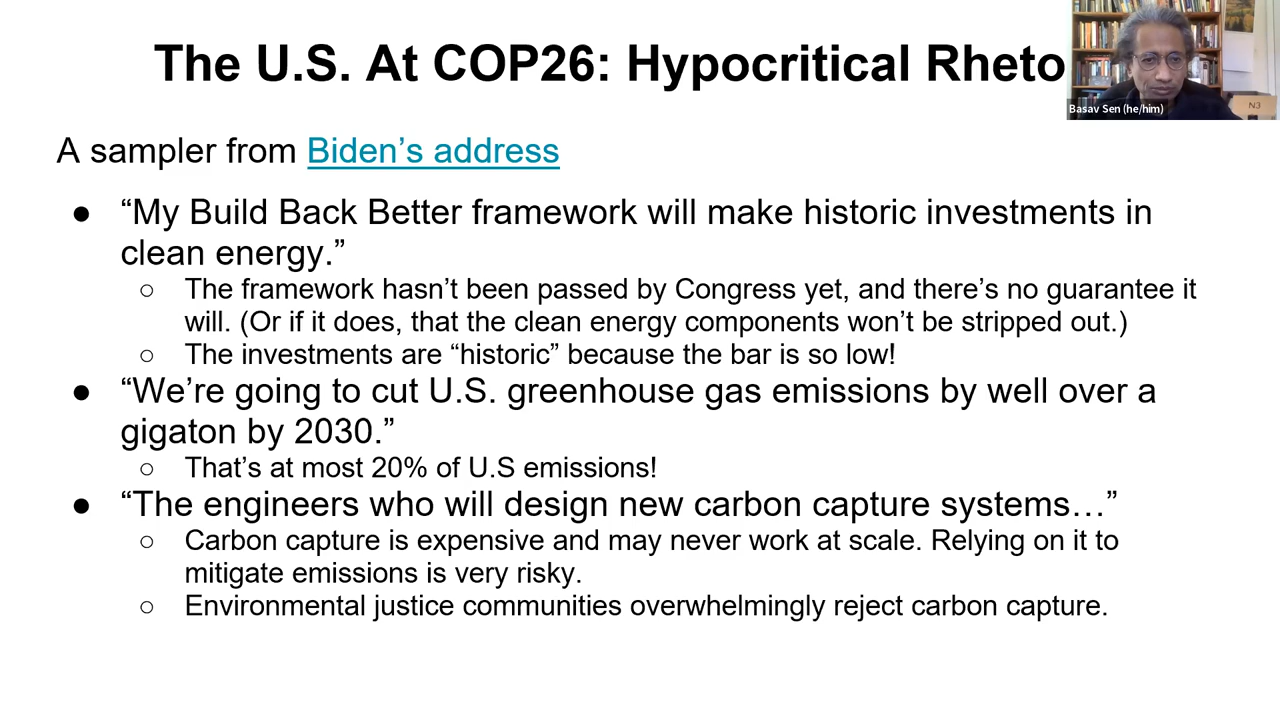 The U.S. At COP26: Hypocritical Rheto
Basav Sen (he/him)
N3
A sampler from Biden’s address
● “My Build Back Better framework will make historic investments in
clean energy.”
○ The framework hasn’t been passed by Congress yet, and there’s no guarantee it
will. (Or if it does, that the clean energy components won’t be stripped out.)
○ The investments are “historic” because the bar is so low!
● “We’re going to cut U.S. greenhouse gas emissions by well over a
gigaton by 2030.”
○ That’s at most 20% of U.S emissions!
● “The engineers who will design new carbon capture systems…”
○ Carbon capture is expensive and may never work at scale. Relying on it to
mitigate emissions is very risky.
○ Environmental justice communities overwhelmingly reject carbon capture.